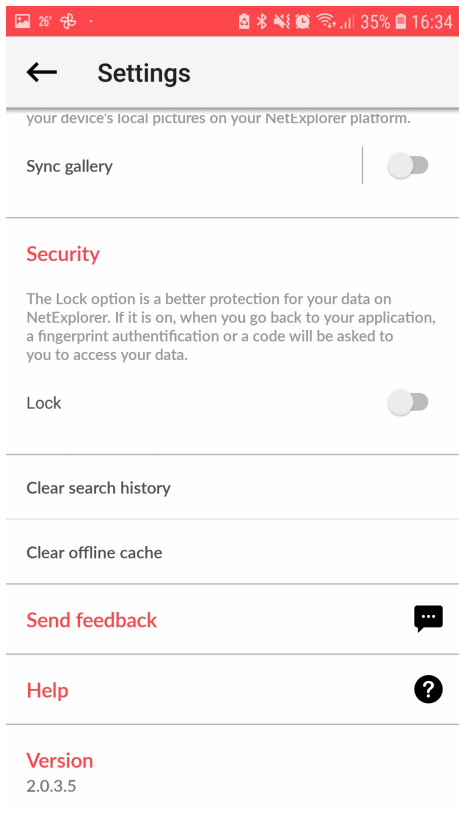 26° 35% 16:34
Settings
your device's local pictures on your NetExplorer platform.
Sync gallery
Security
The Lock option is a better protection for your data on
NetExplorer. If it is on, when you go back to your application,
a fingerprint authentification or a code will be asked to
you to access your data.
Lock
Clear search history
Clear offline cache
Send feedback
Help
Version
2.0.3.5